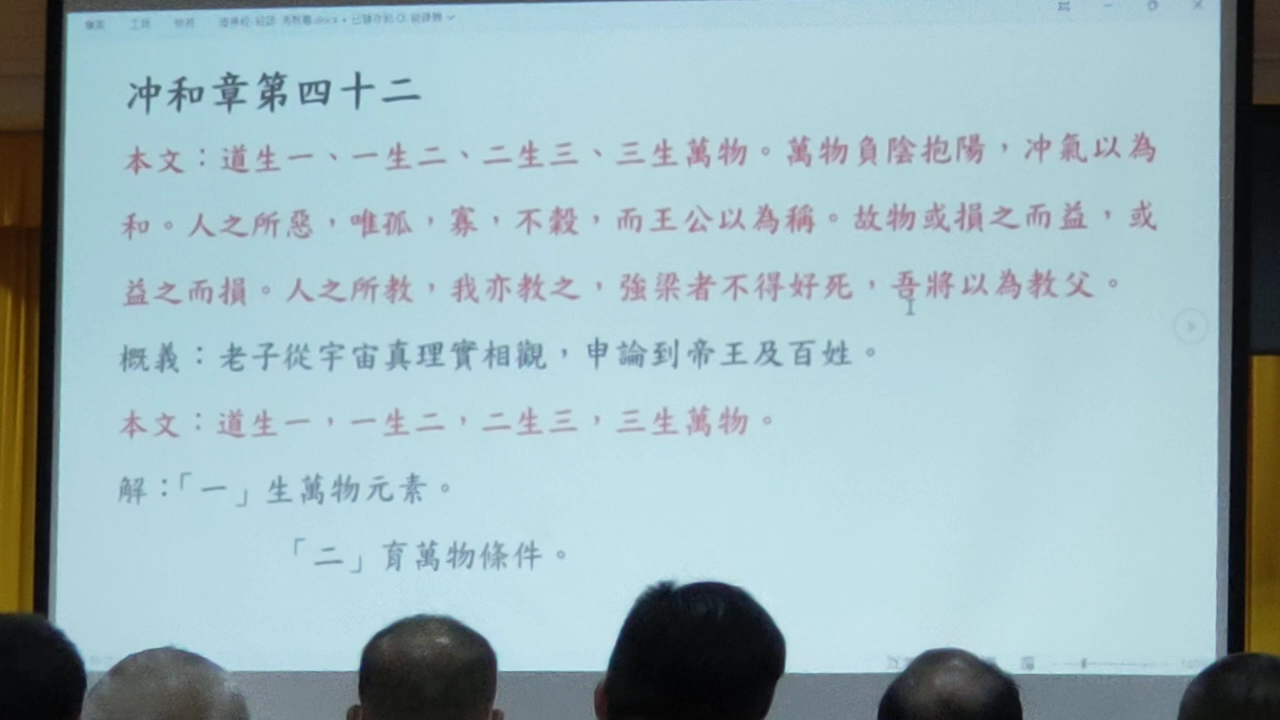 冲和章第四十二
本文：道生一、一生二、二生三、三生萬物。萬物負陰抱陽，冲氣以為
和。人之所惡，唯孤，寡，不穀，而王公以為稱。故物或損之而益，或
益之而損。人之所教，我亦教之，強梁者不得好死，吾將以為教父。
概義：老子從宇宙真理實相觀，申論到帝王及百姓。
本文：道生一，一生二，二生三，三生萬物。
解：「一」生萬物元素。
「二」育萬物條件。